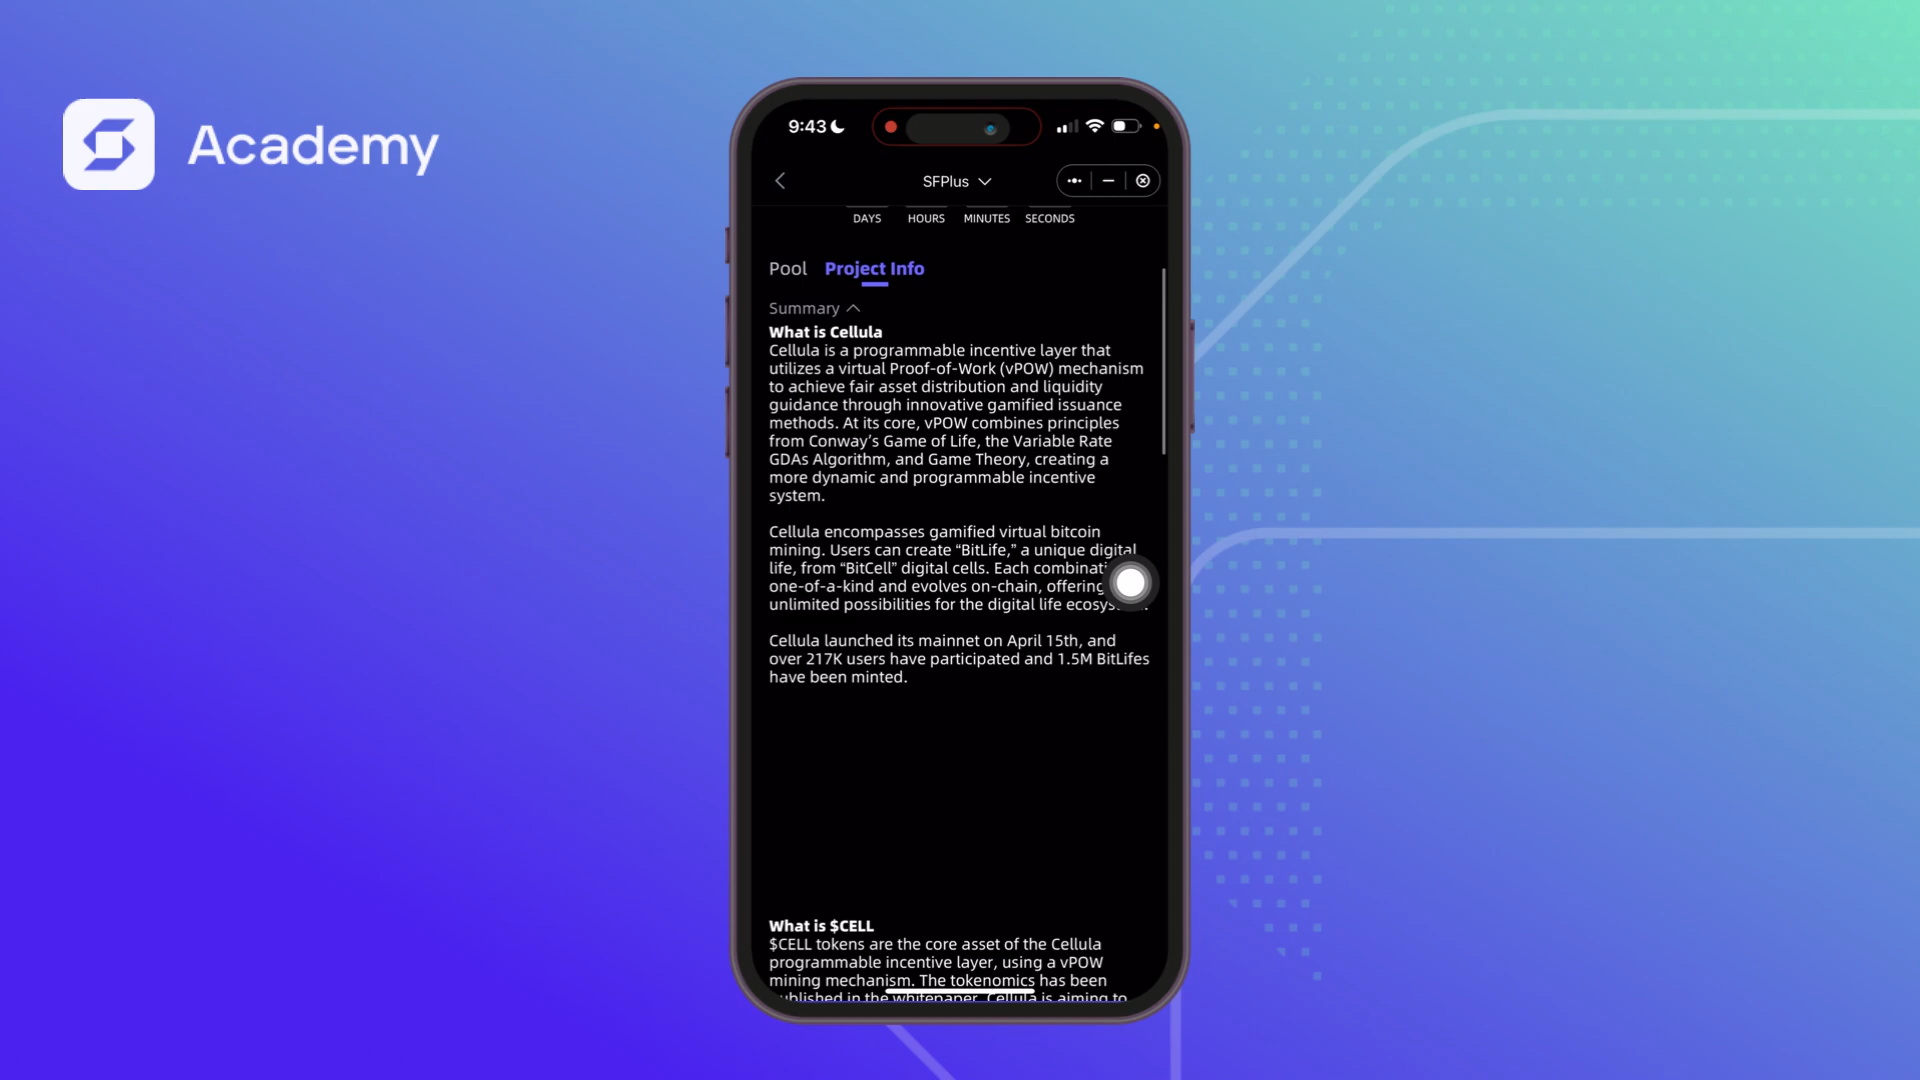 Academy
9:43
SFPlus
DAYS HOURS MINUTES SECONDS
Pool Project Info
Summary
What is Cellula
Cellula is a programmable incentive layer that
utilizes a virtual Proof-of-Work (vPOW) mechanism
to achieve fair asset distribution and liquidity
guidance through innovative gamified issuance
methods. At its core, vPOW combines principles
from Conway’s Game of Life, the Variable Rate
GDAs Algorithm, and Game Theory, creating a
more dynamic and programmable incentive
system.
Cellula encompasses gamified virtual bitcoin
mining. Users can create “BitLife,” a unique digital
life, from “BitCell” digital cells. Each
one-of-a-kind and evolves on-chain, offering
unlimited possibilities for the digital life
Cellula launched its mainnet on April 15th, and
over 217K users have participated and 1.5M BitLifes
have been minted.
What is $CELL
$CELL tokens are the core asset of the Cellula
programmable incentive layer, using a vPOW
mining mechanism. The tokenomics has been
in the whitepaper. Cellula is aiming to